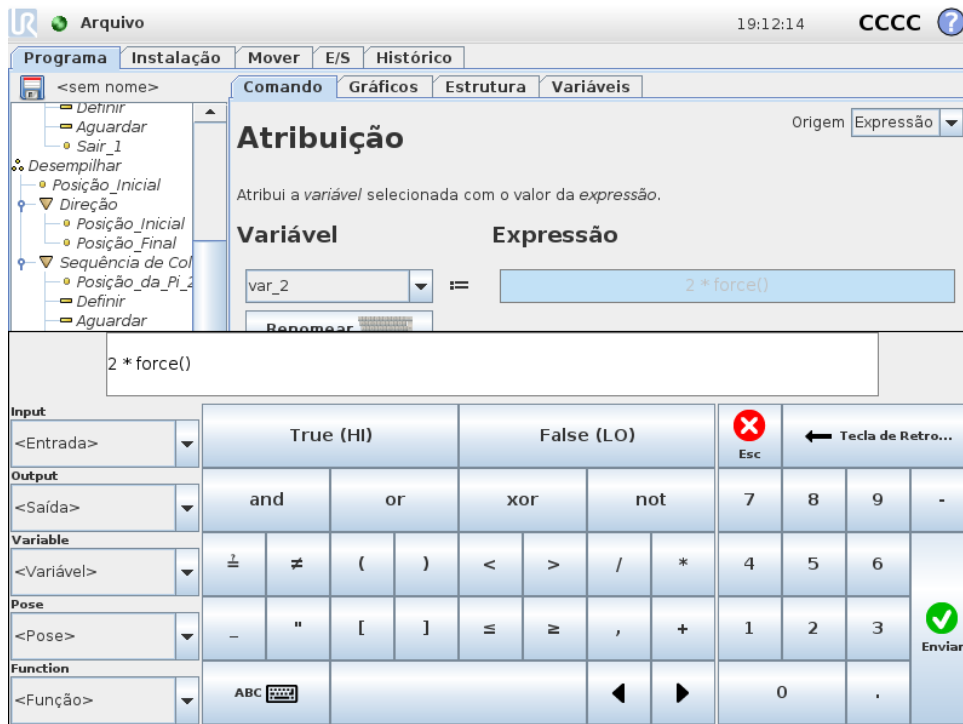 UR Arquivo 19:12:14 CCCC ?
Programa Instalação Mover E/S Histórico
<sem nome> Comando Gráficos Estrutura Variáveis
Definir
Aguardar
Sair_1
Desempilhar
Posição_Inicial
Direção
Posição_Inicial
Posição_Final
Sequência de Col
Posição_da_Pi_2
Definir
Aguardar
Atribuição
Origem Expressão
Atribui a variável selecionada com o valor da expressão.
Variável Expressão
var_2 := 2 * force()
Renomear
2 * force()
Input
<Entrada>
Output
<Saída>
Variable
<Variável>
Pose
<Pose>
Function
<Função>
True (HI) False (LO) Esc Tecla de Retro...
and or xor not 7 8 9 -
≟ ≠ ( ) < > / * 4 5 6
_ " [ ] ≤ ≥ , + 1 2 3 Enviar
ABC 0 .